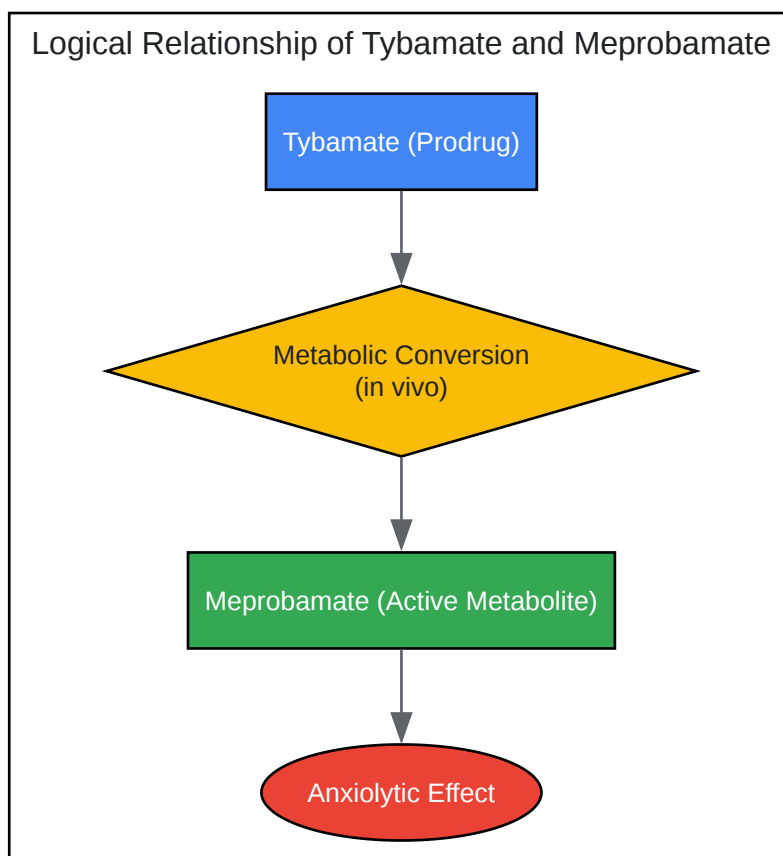 Logical Relationship of Tybamate and Meprobamate
Tybamate (Prodrug)
Metabolic Conversion
(in vivo)
Meprobamate (Active Metabolite)
Anxiolytic Effect